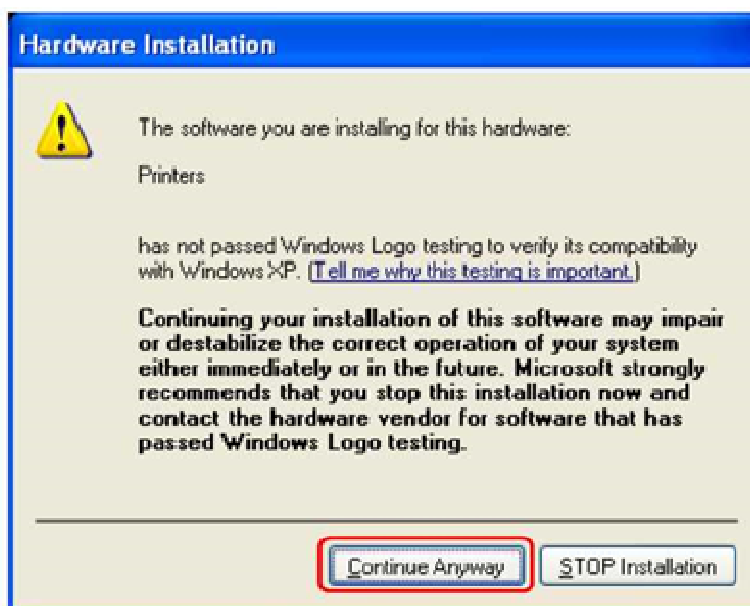 Hardware Installation
The software you are installing for this hardware:
Printers
has not passed Windows Logo testing to verify its compatibility
with Windows XP. (Tell me why this testing is important.)
Continuing your installation of this software may impair
or destabilize the correct operation of your system
either immediately or in the future. Microsoft strongly
recommends that you stop this installation now and
contact the hardware vendor for software that has
passed Windows Logo testing.
Continue Anyway STOP Installation